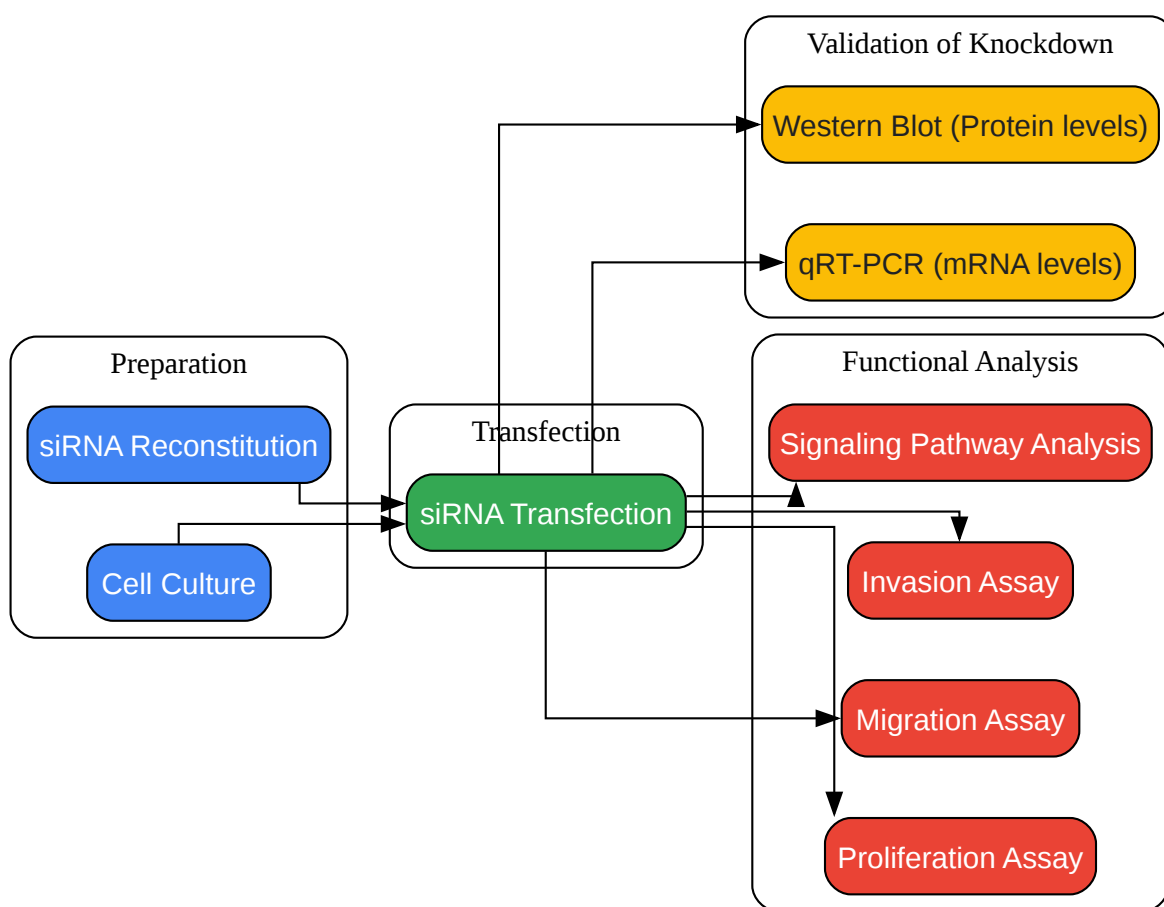 Validation of Knockdown
Western Blot (Protein levels)
qRT-PCR (mRNA levels)
Preparation
siRNA Reconstitution
Cell Culture
Transfection
siRNA Transfection
Functional Analysis
Signaling Pathway Analysis
Invasion Assay
Migration Assay
Proliferation Assay